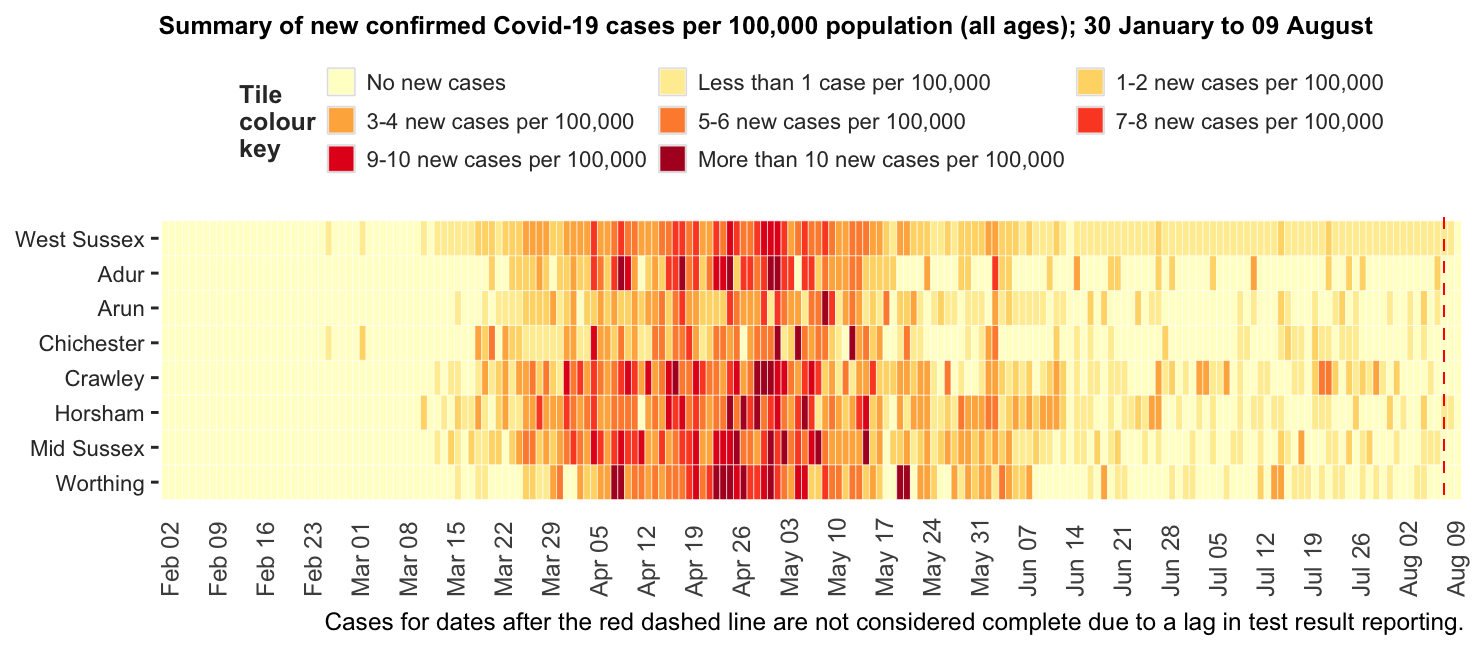 Summary of new confirmed Covid-19 cases per 100,000 population (all ages); 30 January to 09 August
Tile
colour
key
No new cases
Less than 1 case per 100,000
1-2 new cases per 100,000
3-4 new cases per 100,000
5-6 new cases per 100,000
7-8 new cases per 100,000
9-10 new cases per 100,000
More than 10 new cases per 100,000
West Sussex
Adur
Arun
Chichester
Crawley
Horsham
Mid Sussex
Worthing
Feb 02
Feb 09
Feb 16
Feb 23
Mar 01
Mar 08
Mar 15
Mar 22
Mar 29
Apr 05
Apr 12
Apr 19
Apr 26
May 03
May 10
May 17
May 24
May 31
Jun 07
Jun 14
Jun 21
Jun 28
Jul 05
Jul 12
Jul 19
Jul 26
Aug 02
Aug 09
Cases for dates after the red dashed line are not considered complete due to a lag in test result reporting.